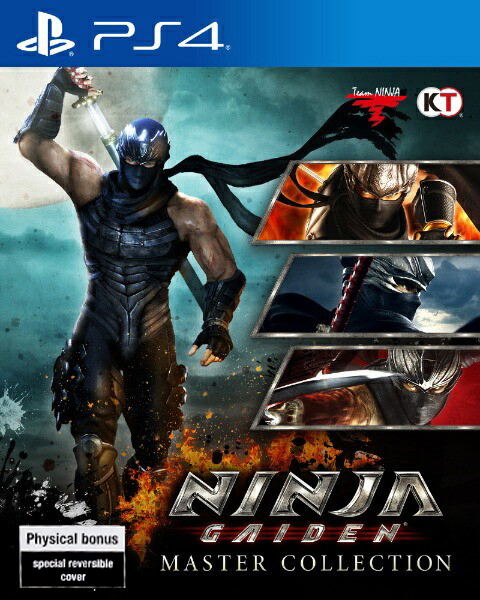 PS4
Team NINJA
KT
NINJA
GAIDEN
MASTER COLLECTION
Physical bonus
special reversible
cover